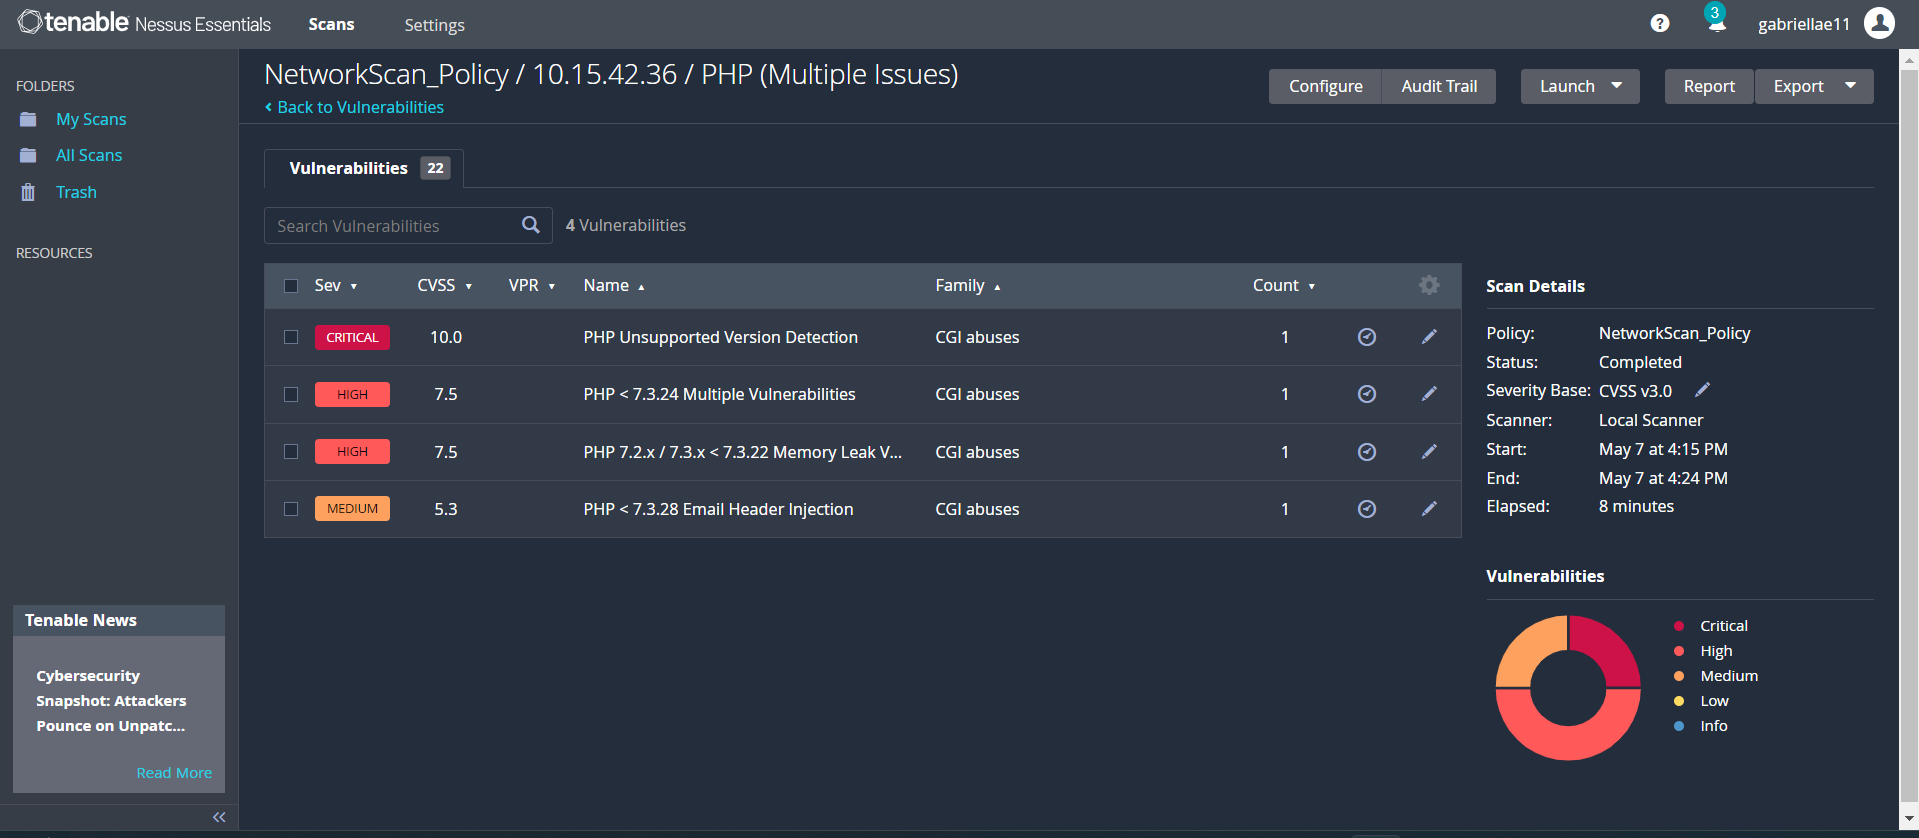 tenable Nessus Essentials
Scans
Settings
?
3
gabriellae11
FOLDERS
My Scans
All Scans
Trash
RESOURCES
Tenable News
Cybersecurity
Snapshot: Attackers
Pounce on Unpatc...
Read More
NetworkScan_Policy / 10.15.42.36 / PHP (Multiple Issues)
Back to Vulnerabilities
Configure
Audit Trail
Launch
Report
Export
Vulnerabilities 22
Search Vulnerabilities
4 Vulnerabilities
Sev CVSS VPR Name Family Count
CRITICAL 10.0 PHP Unsupported Version Detection CGI abuses 1
HIGH 7.5 PHP < 7.3.24 Multiple Vulnerabilities CGI abuses 1
HIGH 7.5 PHP 7.2.x / 7.3.x < 7.3.22 Memory Leak V... CGI abuses 1
MEDIUM 5.3 PHP < 7.3.28 Email Header Injection CGI abuses 1
Scan Details
Policy: NetworkScan_Policy
Status: Completed
Severity Base: CVSS v3.0
Scanner: Local Scanner
Start: May 7 at 4:15 PM
End: May 7 at 4:24 PM
Elapsed: 8 minutes
Vulnerabilities
Critical
High
Medium
Low
Info